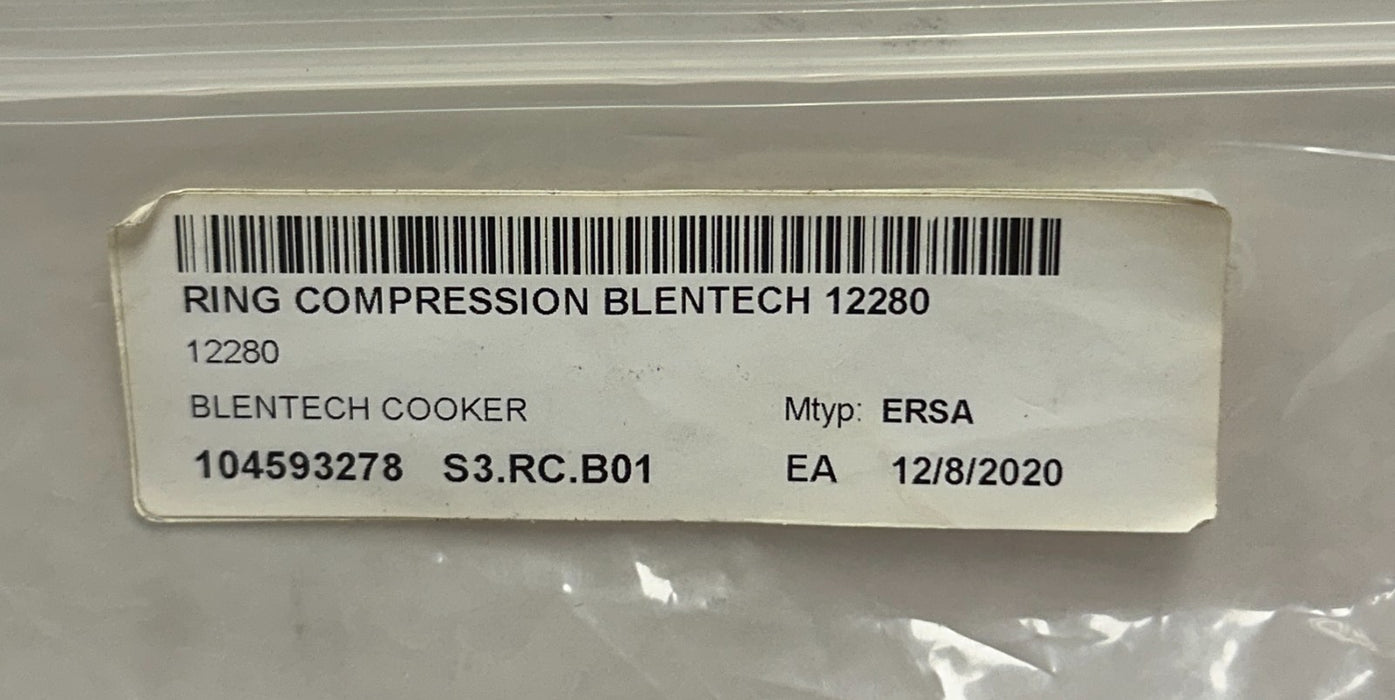 RING COMPRESSION BLENTECH 12280
12280
BLENTECH COOKER Mtyp: ERSA
104593278 S3.RC.B01 EA 12/8/2020